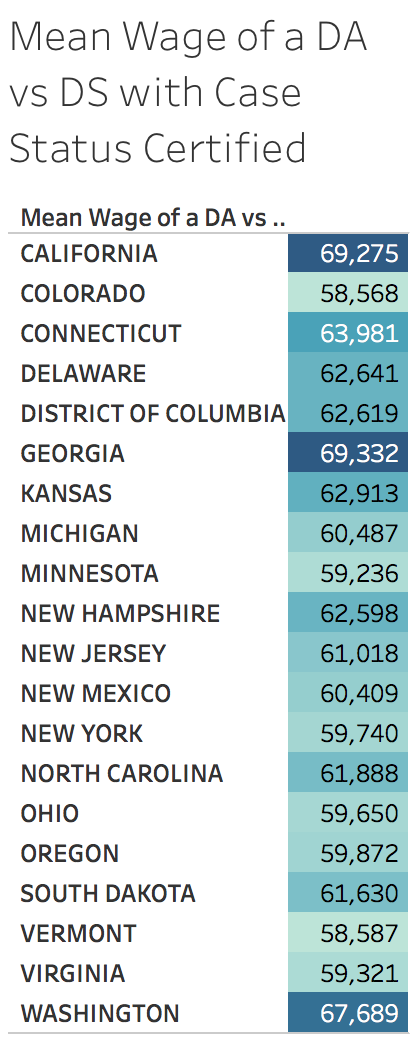 Mean Wage of a DA
vs DS with Case
Status Certified
Mean Wage of a DA vs ..
CALIFORNIA 69,275
COLORADO 58,568
CONNECTICUT 63,981
DELAWARE 62,641
DISTRICT OF COLUMBIA 62,619
GEORGIA 69,332
KANSAS 62,913
MICHIGAN 60,487
MINNESOTA 59,236
NEW HAMPSHIRE 62,598
NEW JERSEY 61,018
NEW MEXICO 60,409
NEW YORK 59,740
NORTH CAROLINA 61,888
OHIO 59,650
OREGON 59,872
SOUTH DAKOTA 61,630
VERMONT 58,587
VIRGINIA 59,321
WASHINGTON 67,689